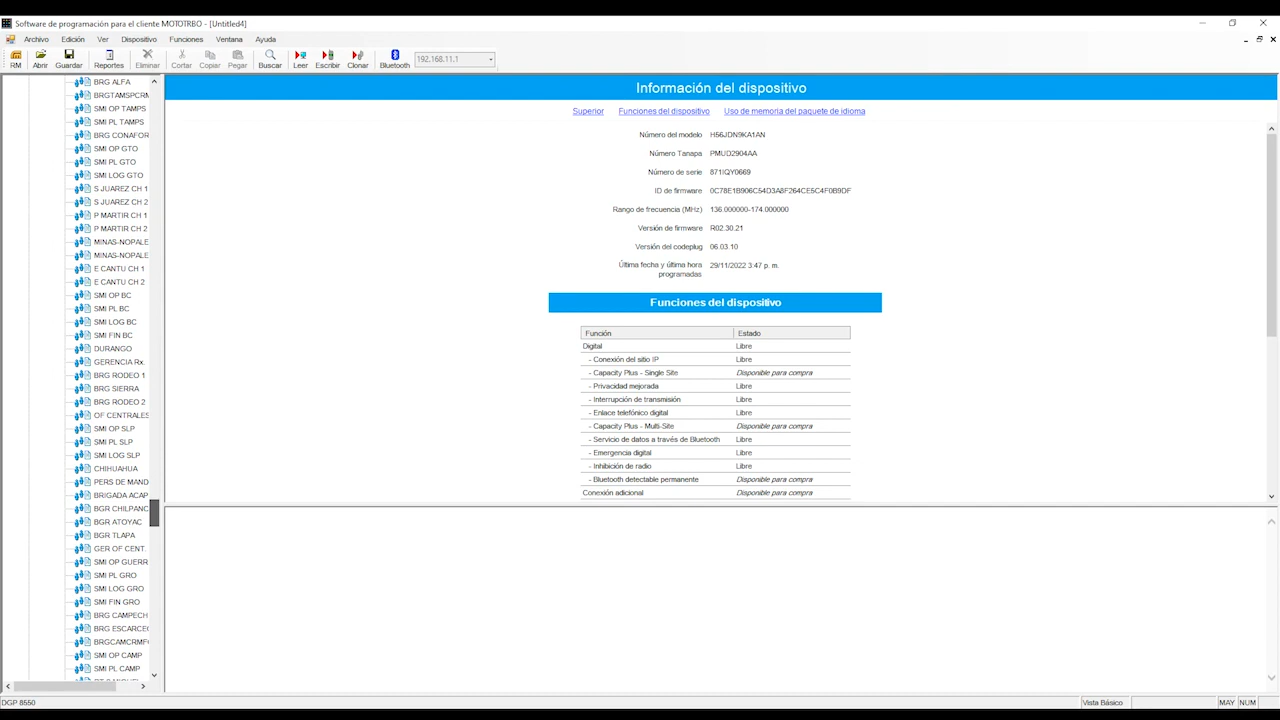 Software de programación para el cliente MOTOTRBO - [Untitled4]
Archivo Edición Ver Dispositivo Funciones Ventana Ayuda
RM Abrir Guardar Reportes Eliminar Cortar Copiar Pegar Buscar Leer Escribir Clonar Bluetooth 192.168.11.1
BRG ALFA
BRGTAMSPCRM
SMI OP TAMPS
SMI PL TAMPS
BRG CONAFOR
SMI OP GTO
SMI PL GTO
SMI LOG GTO
S JUAREZ CH 1
S JUAREZ CH 2
P MARTIR CH 1
P MARTIR CH 2
MINAS-NOPALE
MINAS-NOPALE
E CANTU CH 1
E CANTU CH 2
SMI OP BC
SMI PL BC
SMI LOG BC
SMI FIN BC
DURANGO
GERENCIA Rx.
BRG RODEO 1
BRG SIERRA
BRG RODEO 2
OF CENTRALES
SMI OP SLP
SMI PL SLP
SMI LOG SLP
CHIHUAHUA
PERS DE MAND
BRIGADA ACAP
BGR CHILPANC
BGR ATOYAC
BGR TLAPA
GER OF CENT.
SMI OP GUERR
SMI PL GRO
SMI LOG GRO
SMI FIN GRO
BRG CAMPECH
BRG ESCARCEG
BRGCAMCRMF
SMI OP CAMP
SMI PL CAMP
Información del dispositivo
Superior Funciones del dispositivo Uso de memoria del paquete de idioma
Número del modelo H56JDN9KA1AN
Número Tanapa PMUD2904AA
Número de serie 871IQY0669
ID de firmware 0C78E1B906C54D3A8F264CE5C4F0B9DF
Rango de frecuencia (MHz) 136.000000-174.000000
Versión de firmware R02.30.21
Versión del codeplug 06.03.10
Última fecha y última hora programadas 29/11/2022 3:47 p. m.
Funciones del dispositivo
Función Estado
Digital Libre
- Conexión del sitio IP Libre
- Capacity Plus - Single Site Disponible para compra
- Privacidad mejorada Libre
- Interrupción de transmisión Libre
- Enlace telefónico digital Libre
- Capacity Plus - Multi-Site Disponible para compra
- Servicio de datos a través de Bluetooth Libre
- Emergencia digital Libre
- Inhibición de radio Libre
- Bluetooth detectable permanente Disponible para compra
Conexión adicional Disponible para compra
DGP 8550 Vista Básico MAY NUM